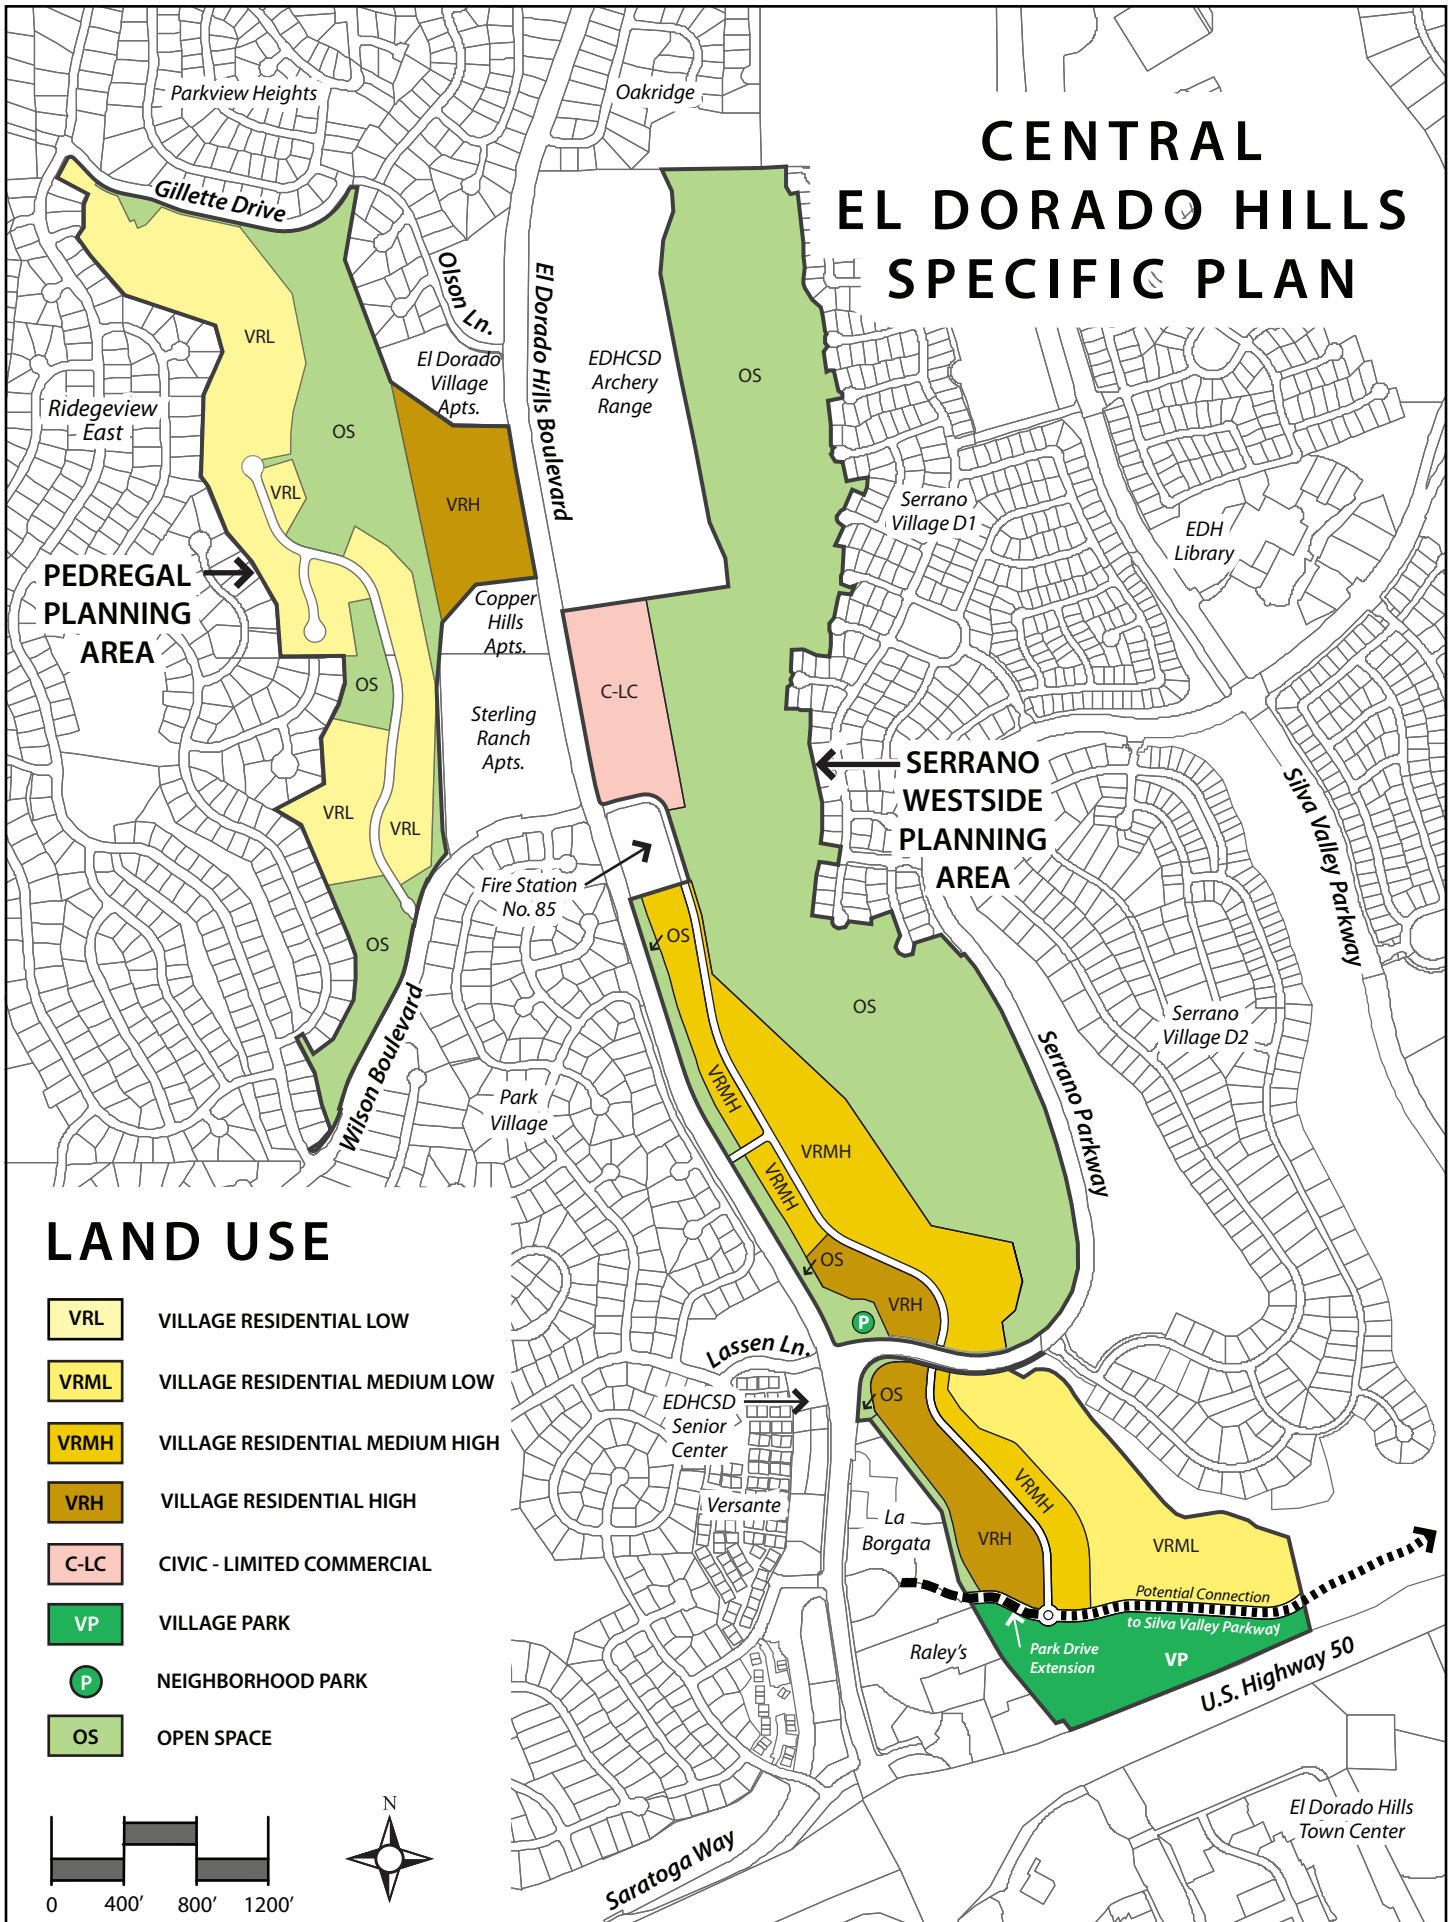 CENTRAL
EL DORADO HILLS
SPECIFIC PLAN
Parkview Heights
Oakridge
Gillette Drive
Olson Ln.
El Dorado Hills Boulevard
VRL
El Dorado
Village
Apts.
EDHCSD
Archery
Range
OS
Ridegeview
East
OS
VRL
VRH
Serrano
Village D1
EDH
Library
PEDREGAL
PLANNING
AREA
Copper
Hills
Apts.
OS
C-LC
Sterling
Ranch
Apts.
SERRANO
WESTSIDE
PLANNING
AREA
Silva Valley Parkway
VRL
VRL
Fire Station
No. 85
OS
OS
OS
Serrano
Village D2
Wilson Boulevard
Serrano Parkway
Park
Village
VRMH
VRMH
VRMH
OS
VRH
P
Lassen Ln.
EDHCSD
Senior
Center
OS
Versante
La
Borgata
VRMH
VRH
VRML
Potential Connection
to Silva Valley Parkway
Raley's
Park Drive
Extension
VP
U.S. Highway 50
El Dorado Hills
Town Center
Saratoga Way
LAND USE
VRL VILLAGE RESIDENTIAL LOW
VRML VILLAGE RESIDENTIAL MEDIUM LOW
VRMH VILLAGE RESIDENTIAL MEDIUM HIGH
VRH VILLAGE RESIDENTIAL HIGH
C-LC CIVIC - LIMITED COMMERCIAL
VP VILLAGE PARK
P NEIGHBORHOOD PARK
OS OPEN SPACE
N
0 400' 800' 1200'